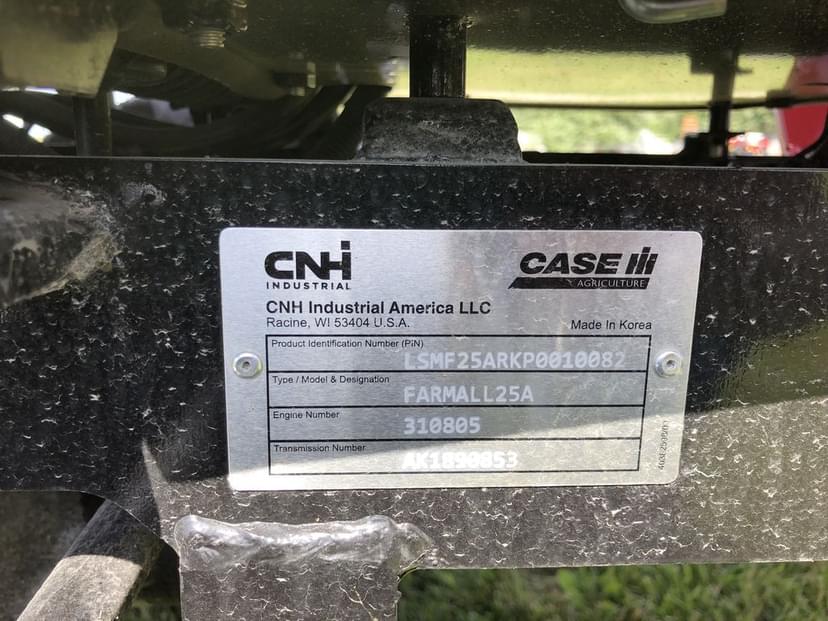 CNH
INDUSTRIAL
CASE IH
AGRICULTURE
CNH Industrial America LLC
Racine, WI 53404 U.S.A.
Made in Korea
Product Identification Number (PIN)
LSMF25ARKP0010082
Type / Model & Designation
FARMALL25A
Engine Number
310805
Transmission Number
AK1890853